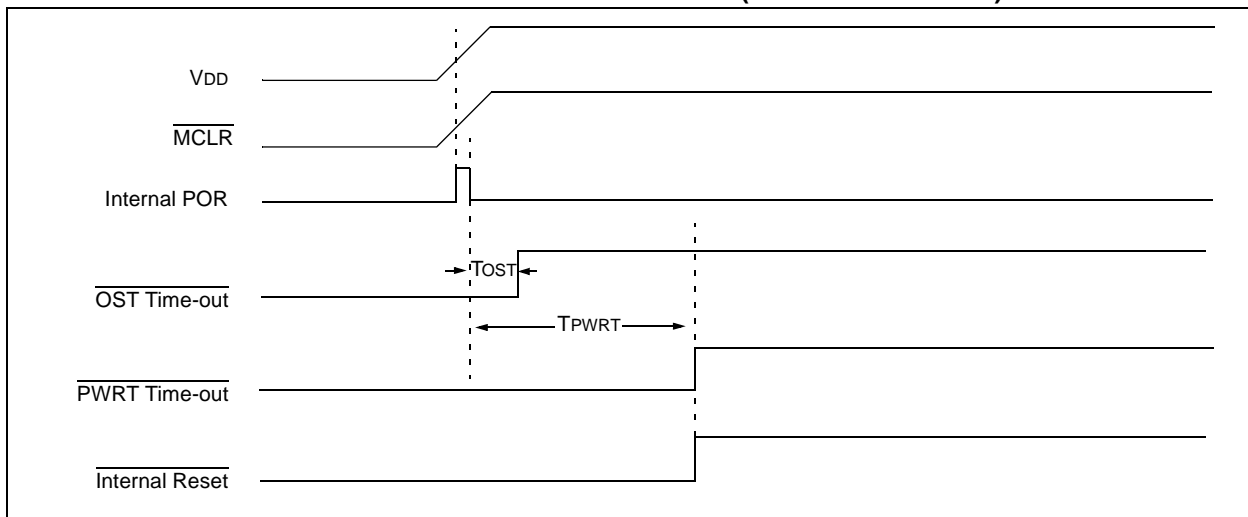 VDD
MCLR
Internal POR
TOST
OST Time-out
TPWRT
PWRT Time-out
Internal Reset